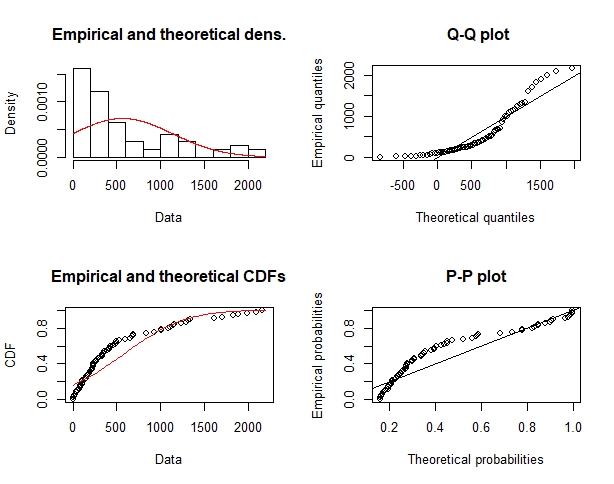 Empirical and theoretical dens.
Density
0.0000 0.0010
0 500 1000 1500 2000
Data
Q-Q plot
Empirical quantiles
0 1000 2000
-500 0 500 1500
Theoretical quantiles
Empirical and theoretical CDFs
CDF
0.0 0.4 0.8
0 500 1000 1500 2000
Data
P-P plot
Empirical probabilities
0.0 0.4 0.8
0.2 0.4 0.6 0.8 1.0
Theoretical probabilities